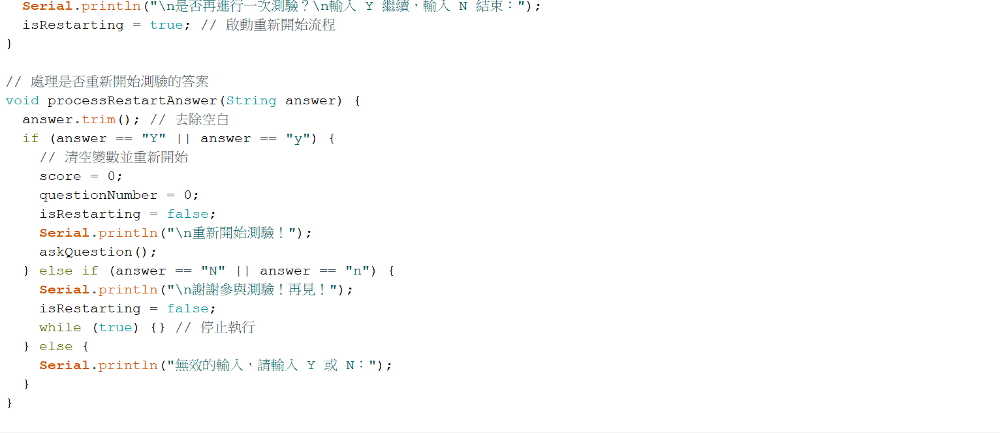 Serial.println("\n是否再進行一次測驗？\n輸入 Y 繼續，輸入 N 結束：");
  isRestarting = true; // 啟動重新開始流程
}

// 處理是否重新開始測驗的答案
void processRestartAnswer(String answer) {
  answer.trim(); // 去除空白
  if (answer == "Y" || answer == "y") {
    // 清空變數並重新開始
    score = 0;
    questionNumber = 0;
    isRestarting = false;
    Serial.println("\n重新開始測驗！");
    askQuestion();
  } else if (answer == "N" || answer == "n") {
    Serial.println("\n謝謝參與測驗！再見！");
    isRestarting = false;
    while (true) {} // 停止執行
  } else {
    Serial.println("無效的輸入，請輸入 Y 或 N：");
  }
}